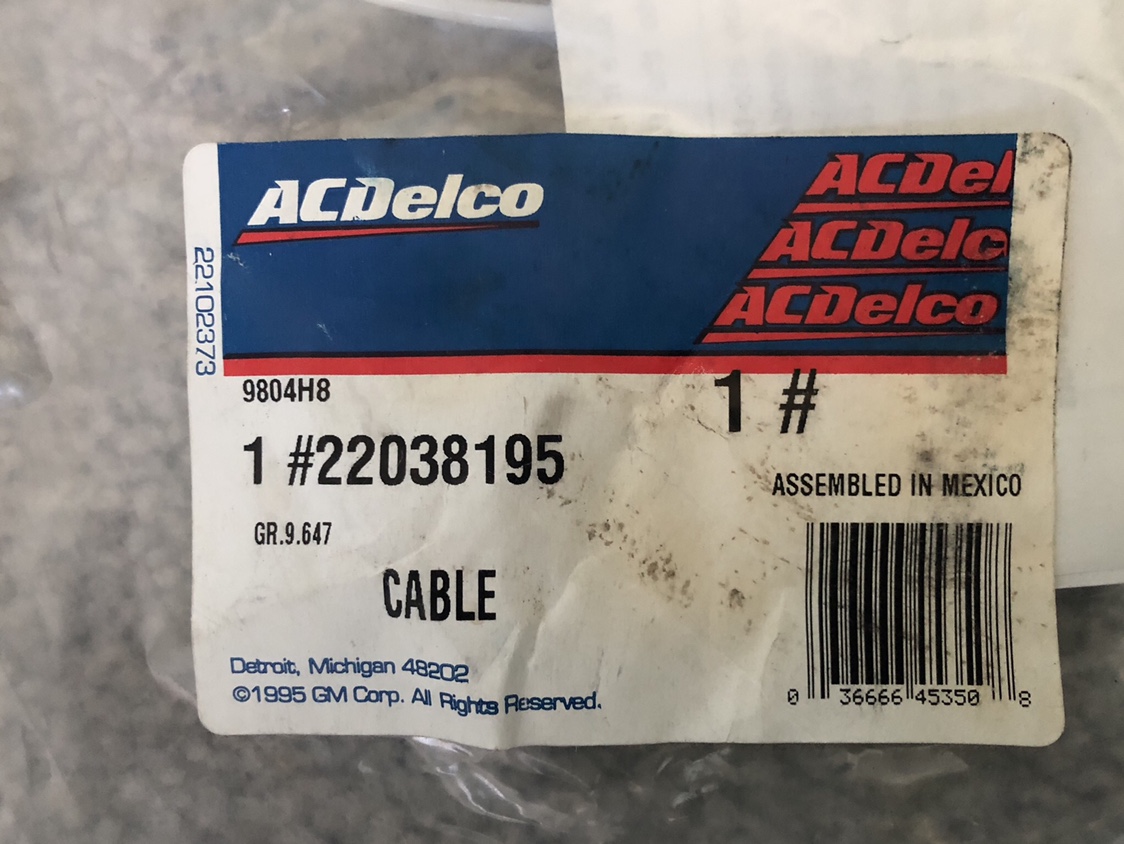 ACDelco
ACDel
ACDelc
ACDelco
22102373
9804H8
1 #
1 #22038195
ASSEMBLED IN MEXICO
GR.9.647
CABLE
Detroit, Michigan 48202
©1995 GM Corp. All Rights Reserved.
0 36666 45350 8